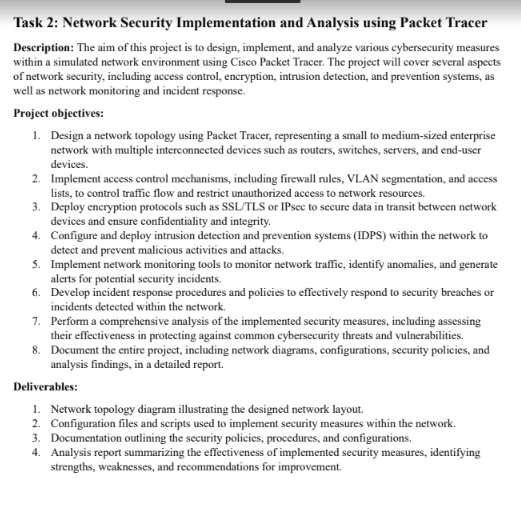 Task 2: Network Security Implementation and Analysis using Packet Tracer
Description: The aim of this project is to design, implement, and analyze various cybersecurity measures
within a simulated network environment using Cisco Packet Tracer. The project will cover several aspects
of network security, including access control, encryption, intrusion detection, and prevention systems, as
well as network monitoring and incident response.
Project objectives:
1. Design a network topology using Packet Tracer, representing a small to medium-sized enterprise
network with multiple interconnected devices such as routers, switches, servers, and end-user
devices.
2. Implement access control mechanisms, including firewall rules, VLAN segmentation, and access
lists, to control traffic flow and restrict unauthorized access to network resources.
3. Deploy encryption protocols such as SSL/TLS or IPsec to secure data in transit between network
devices and ensure confidentiality and integrity.
4. Configure and deploy intrusion detection and prevention systems (IDPS) within the network to
detect and prevent malicious activities and attacks.
5. Implement network monitoring tools to monitor network traffic, identify anomalies, and generate
alerts for potential security incidents.
6. Develop incident response procedures and policies to effectively respond to security breaches or
incidents detected within the network.
7. Perform a comprehensive analysis of the implemented security measures, including assessing
their effectiveness in protecting against common cybersecurity threats and vulnerabilities.
8. Document the entire project, including network diagrams, configurations, security policies, and
analysis findings, in a detailed report.
Deliverables:
1. Network topology diagram illustrating the designed network layout.
2. Configuration files and scripts used to implement security measures within the network.
3. Documentation outlining the security policies, procedures, and configurations.
4. Analysis report summarizing the effectiveness of implemented security measures, identifying
strengths, weaknesses, and recommendations for improvement.